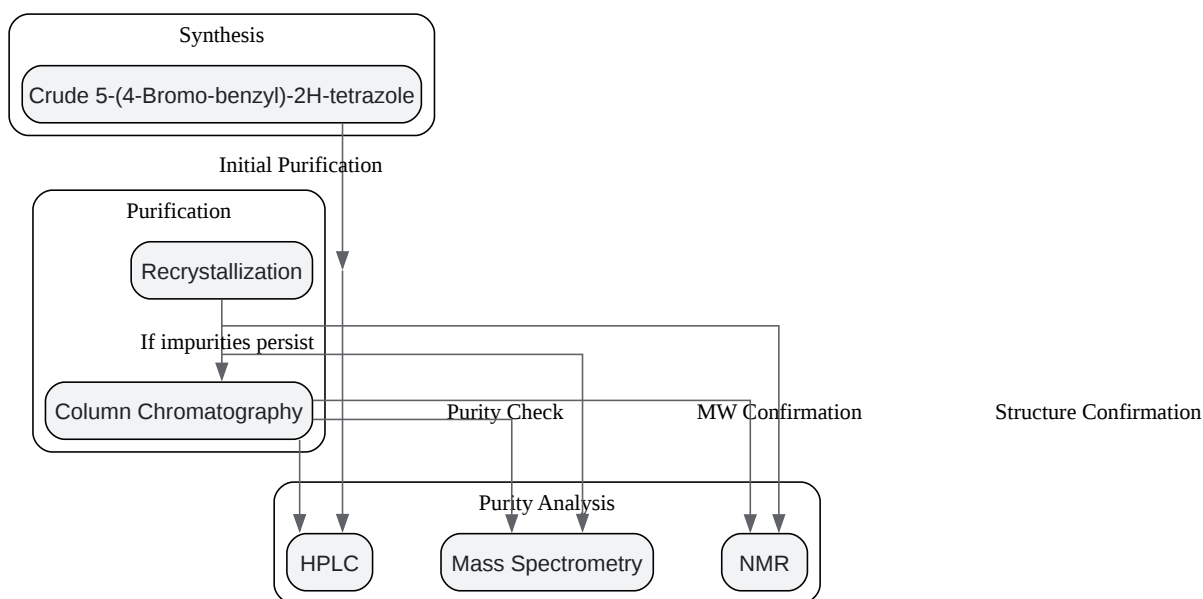 Synthesis
Crude 5-(4-Bromo-benzyl)-2H-tetrazole
Initial Purification
Purification
Recrystallization
If impurities persist
Column Chromatography
Purity Check
MW Confirmation
Structure Confirmation
Purity Analysis
HPLC
Mass Spectrometry
NMR